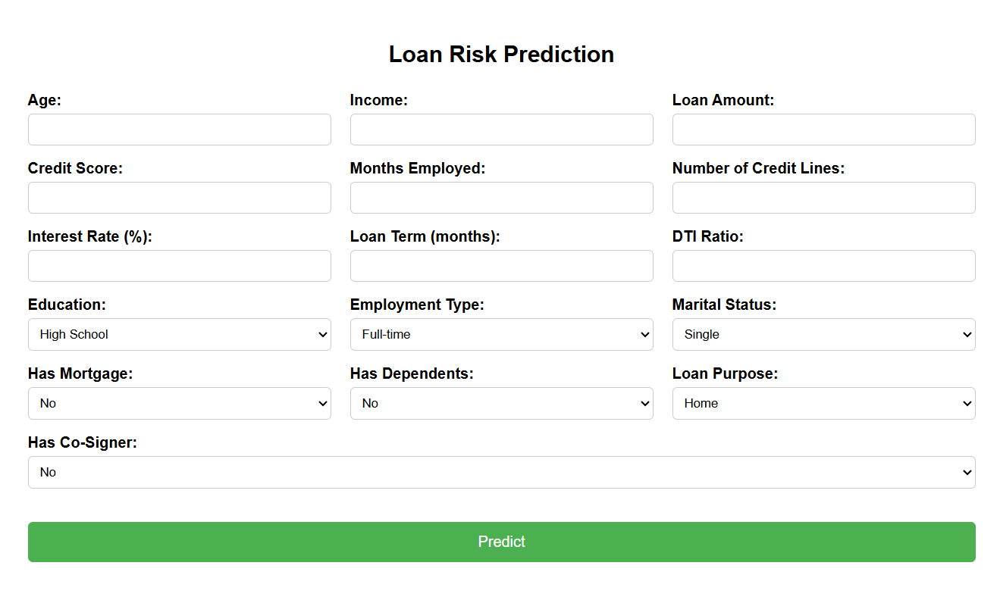 Loan Risk Prediction
Age: Income: Loan Amount:
Credit Score: Months Employed: Number of Credit Lines:
Interest Rate (%): Loan Term (months): DTI Ratio:
Education: Employment Type: Marital Status:
High School Full-time Single
Has Mortgage: Has Dependents: Loan Purpose:
No No Home
Has Co-Signer:
No
Predict